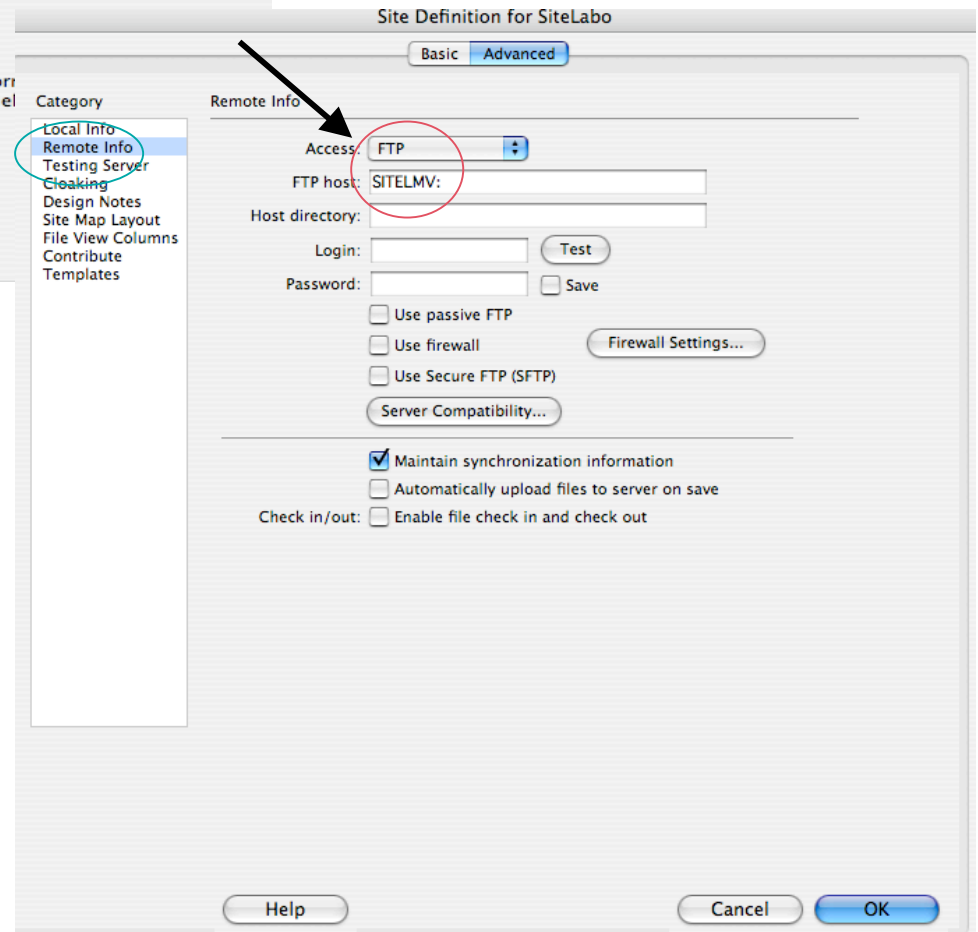 Site Definition for SiteLabo
Basic Advanced
Category
Local Info
Remote Info
Testing Server
Cloaking
Design Notes
Site Map Layout
File View Columns
Contribute
Templates
Remote Info
Access: FTP
FTP host: SITELMV:
Host directory:
Login: Test
Password: Save
Use passive FTP
Use firewall Firewall Settings...
Use Secure FTP (SFTP)
Server Compatibility...
Maintain synchronization information
Automatically upload files to server on save
Check in/out: Enable file check in and check out
Help Cancel OK